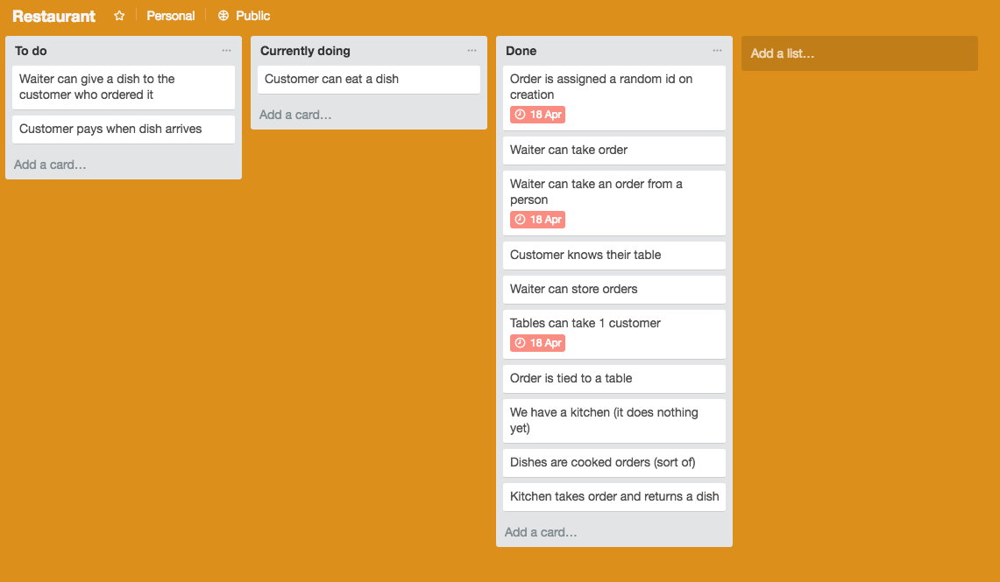 Restaurant
Personal
Public
To do
Waiter can give a dish to the
customer who ordered it
Customer pays when dish arrives
Add a card…
Currently doing
Customer can eat a dish
Add a card…
Done
Order is assigned a random id on
creation
18 Apr
Waiter can take order
Waiter can take an order from a
person
18 Apr
Customer knows their table
Waiter can store orders
Tables can take 1 customer
18 Apr
Order is tied to a table
We have a kitchen (it does nothing
yet)
Dishes are cooked orders (sort of)
Kitchen takes order and returns a dish
Add a card…
Add a list…